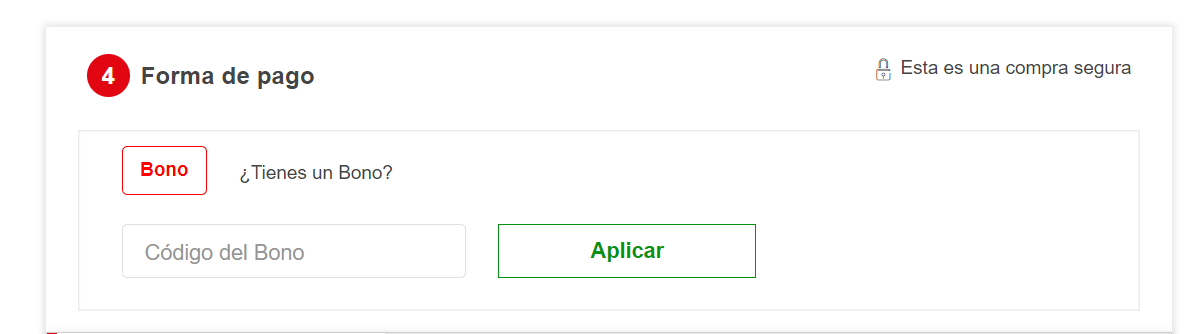 4 Forma de pago
Esta es una compra segura
Bono
¿Tienes un Bono?
Código del Bono
Aplicar